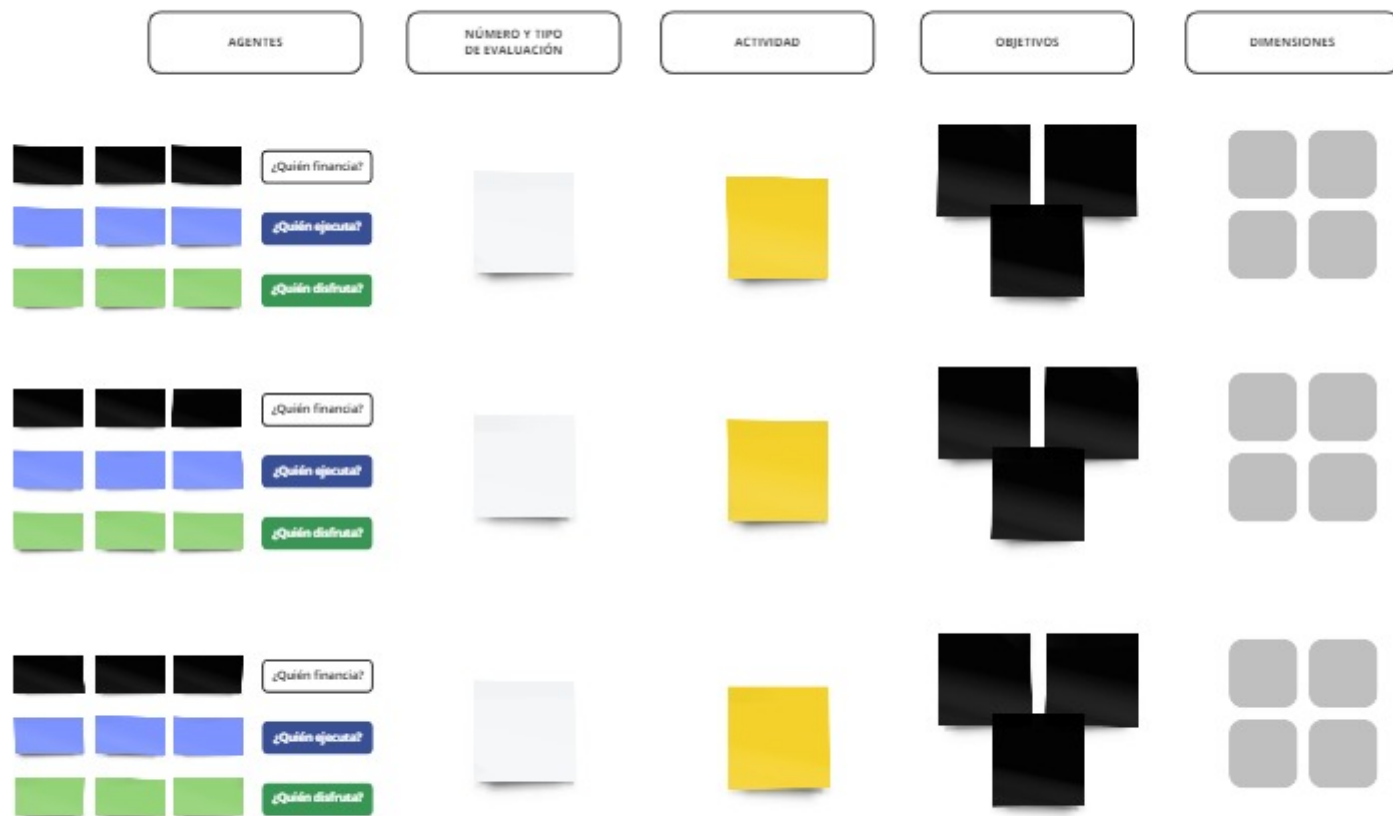 AGENTES
NÚMERO Y TIPO
DE EVALUACIÓN
ACTIVIDAD
OBJETIVOS
DIMENSIONES
¿Quién financia?
¿Quién ejecuta?
¿Quién disfruta?
¿Quién financia?
¿Quién ejecuta?
¿Quién disfruta?
¿Quién financia?
¿Quién ejecuta?
¿Quién disfruta?